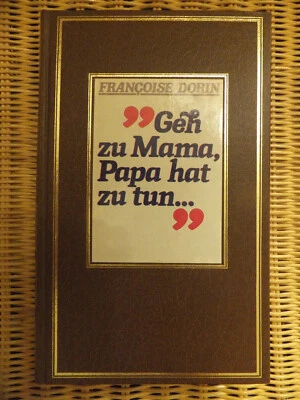 FRANÇOISE DORIN
"Geh
zu Mama,
Papa hat
zu tun..."